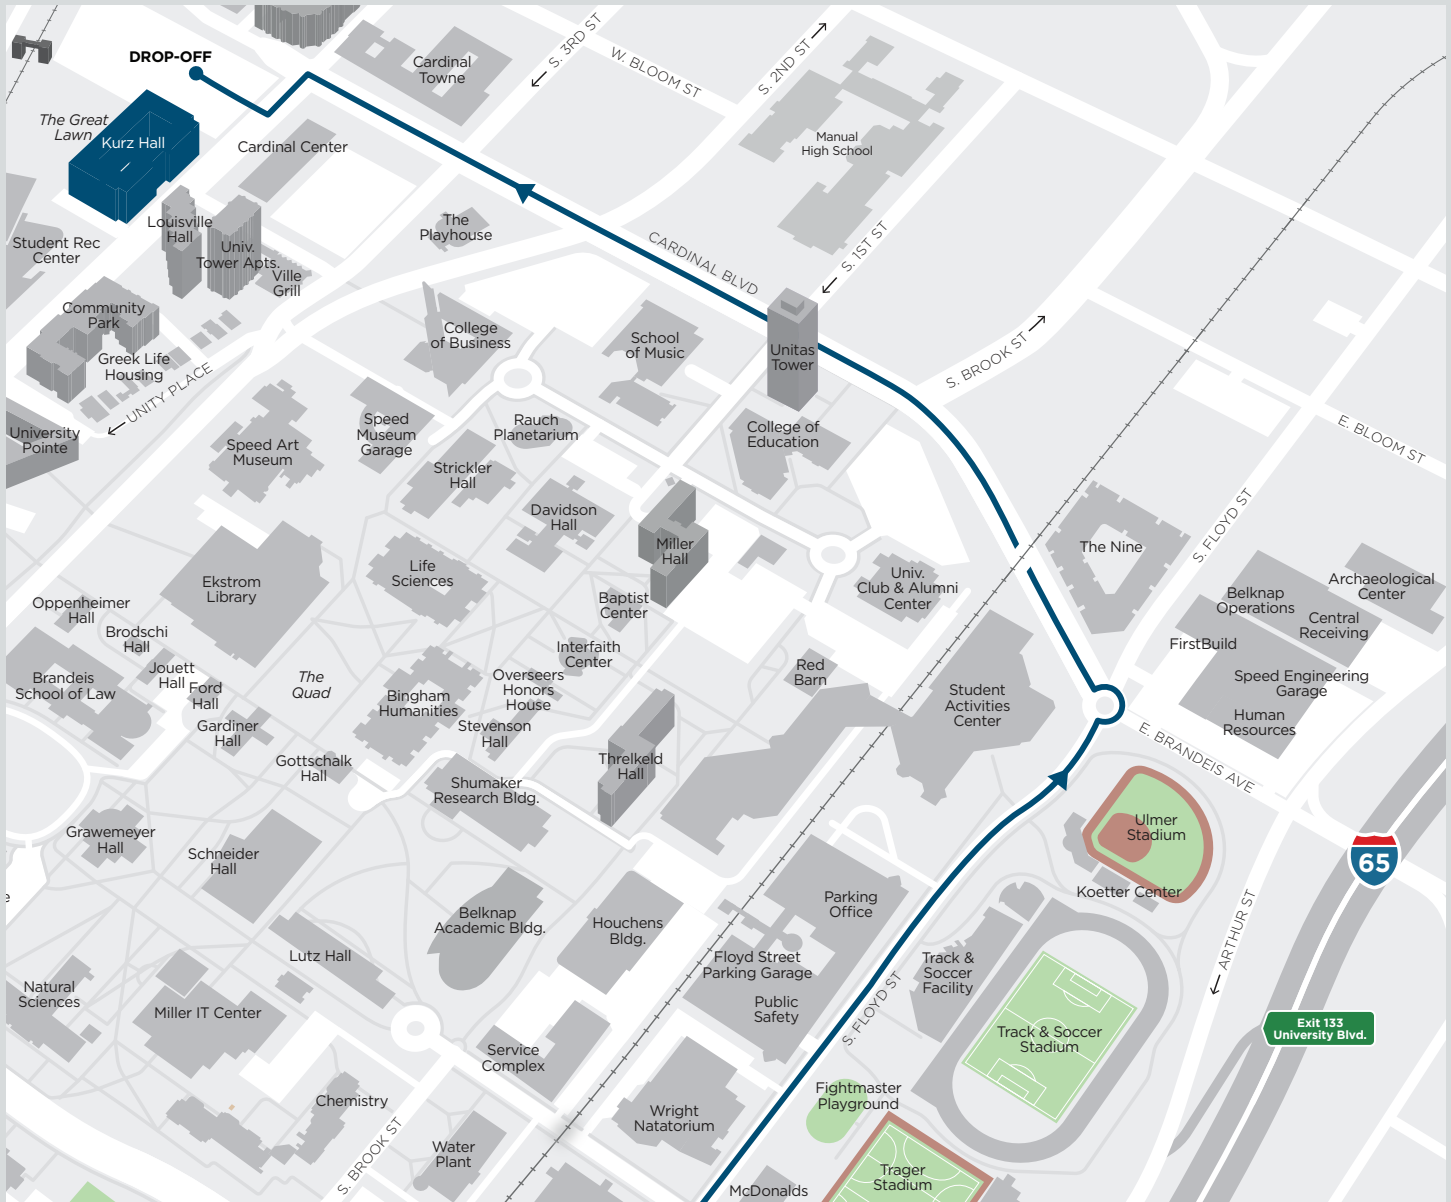 DROP-OFF
Cardinal
Towne
S. 3RD ST
W. BLOOM ST
S. 2ND ST
The Great
Lawn
Kurz Hall
Cardinal Center
Manual
High School
Louisville
Hall
Univ.
Tower Apts.
Ville
Grill
The
Playhouse
CARDINAL BLVD
S. 1ST ST
Student Rec
Center
Community
Park
Greek Life
Housing
UNITY PLACE
College
of Business
School
of Music
Unitas
Tower
S. BROOK ST
E. BLOOM ST
University
Pointe
Speed Art
Museum
Speed
Museum
Garage
Rauch
Planetarium
Strickler
Hall
College of
Education
Davidson
Hall
Miller
Hall
The Nine
S. FLOYD ST
Ekstrom
Library
Life
Sciences
Baptist
Center
Univ.
Club & Alumni
Center
Belknap
Operations
Archaeological
Center
Central
Receiving
FirstBuild
Oppenheimer
Hall
Brodschi
Hall
Jouett
Hall
Ford
Hall
Brandeis
School of Law
Gardiner
Hall
The
Quad
Bingham
Humanities
Overseers
Honors
House
Interfaith
Center
Stevenson
Hall
Red
Barn
Student
Activities
Center
Speed Engineering
Garage
Human
Resources
E. BRANDEIS AVE
Gottschalk
Hall
Shumaker
Research Bldg.
Threlkeld
Hall
Ulmer
Stadium
65
Grawemeyer
Hall
Schneider
Hall
Koetter Center
e
Belknap
Academic Bldg.
Houchens
Bldg.
Parking
Office
ARTHUR ST
Lutz Hall
Floyd Street
Parking Garage
Public
Safety
Track &
Soccer
Facility
S. FLOYD ST
Natural
Sciences
Miller IT Center
Track & Soccer
Stadium
Exit 133
University Blvd.
Service
Complex
Chemistry
Fightmaster
Playground
Wright
Natatorium
S. BROOK ST
Water
Plant
McDonalds
Trager
Stadium